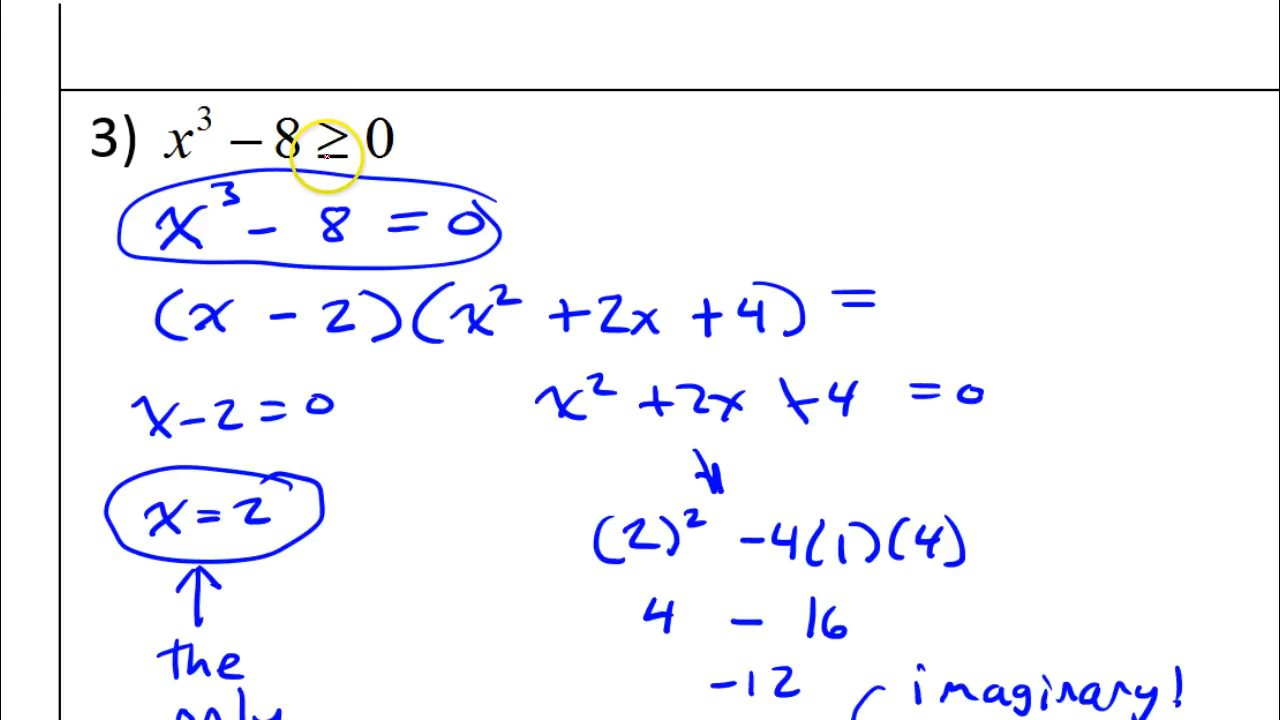 3) x³ − 8 ≥ 0
x³ - 8 = 0
(x - 2)(x² + 2x + 4) =
x - 2 = 0 x² + 2x + 4 = 0
x = 2
(2)² - 4(1)(4)
4 - 16
the
-12 imaginary!